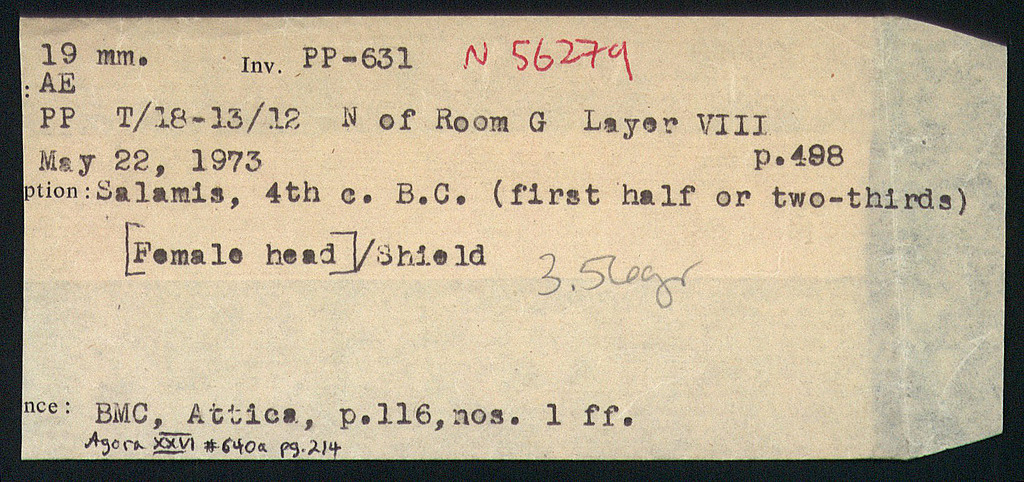 19 mm. Inv. PP-631 N 56279
: AE
PP T/18-13/12 N of Room G Layer VIII
May 22, 1973 p.498
ption: Salamis, 4th c. B.C. (first half or two-thirds)
[Female head]/Shield
3.56gr
nce: BMC, Attica, p.116, nos. 1 ff.
Agora XXVI #640a pg.214